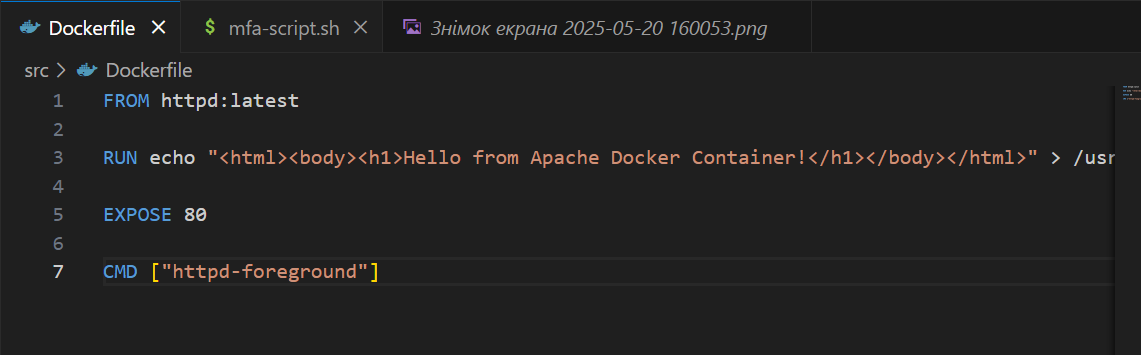 Dockerfile mfa-script.sh Знімок екрана 2025-05-20 160053.png
src Dockerfile
1 FROM httpd:latest
2
3 RUN echo "<html><body><h1>Hello from Apache Docker Container!</h1></body></html>" > /usr
4
5 EXPOSE 80
6
7 CMD ["httpd-foreground"]